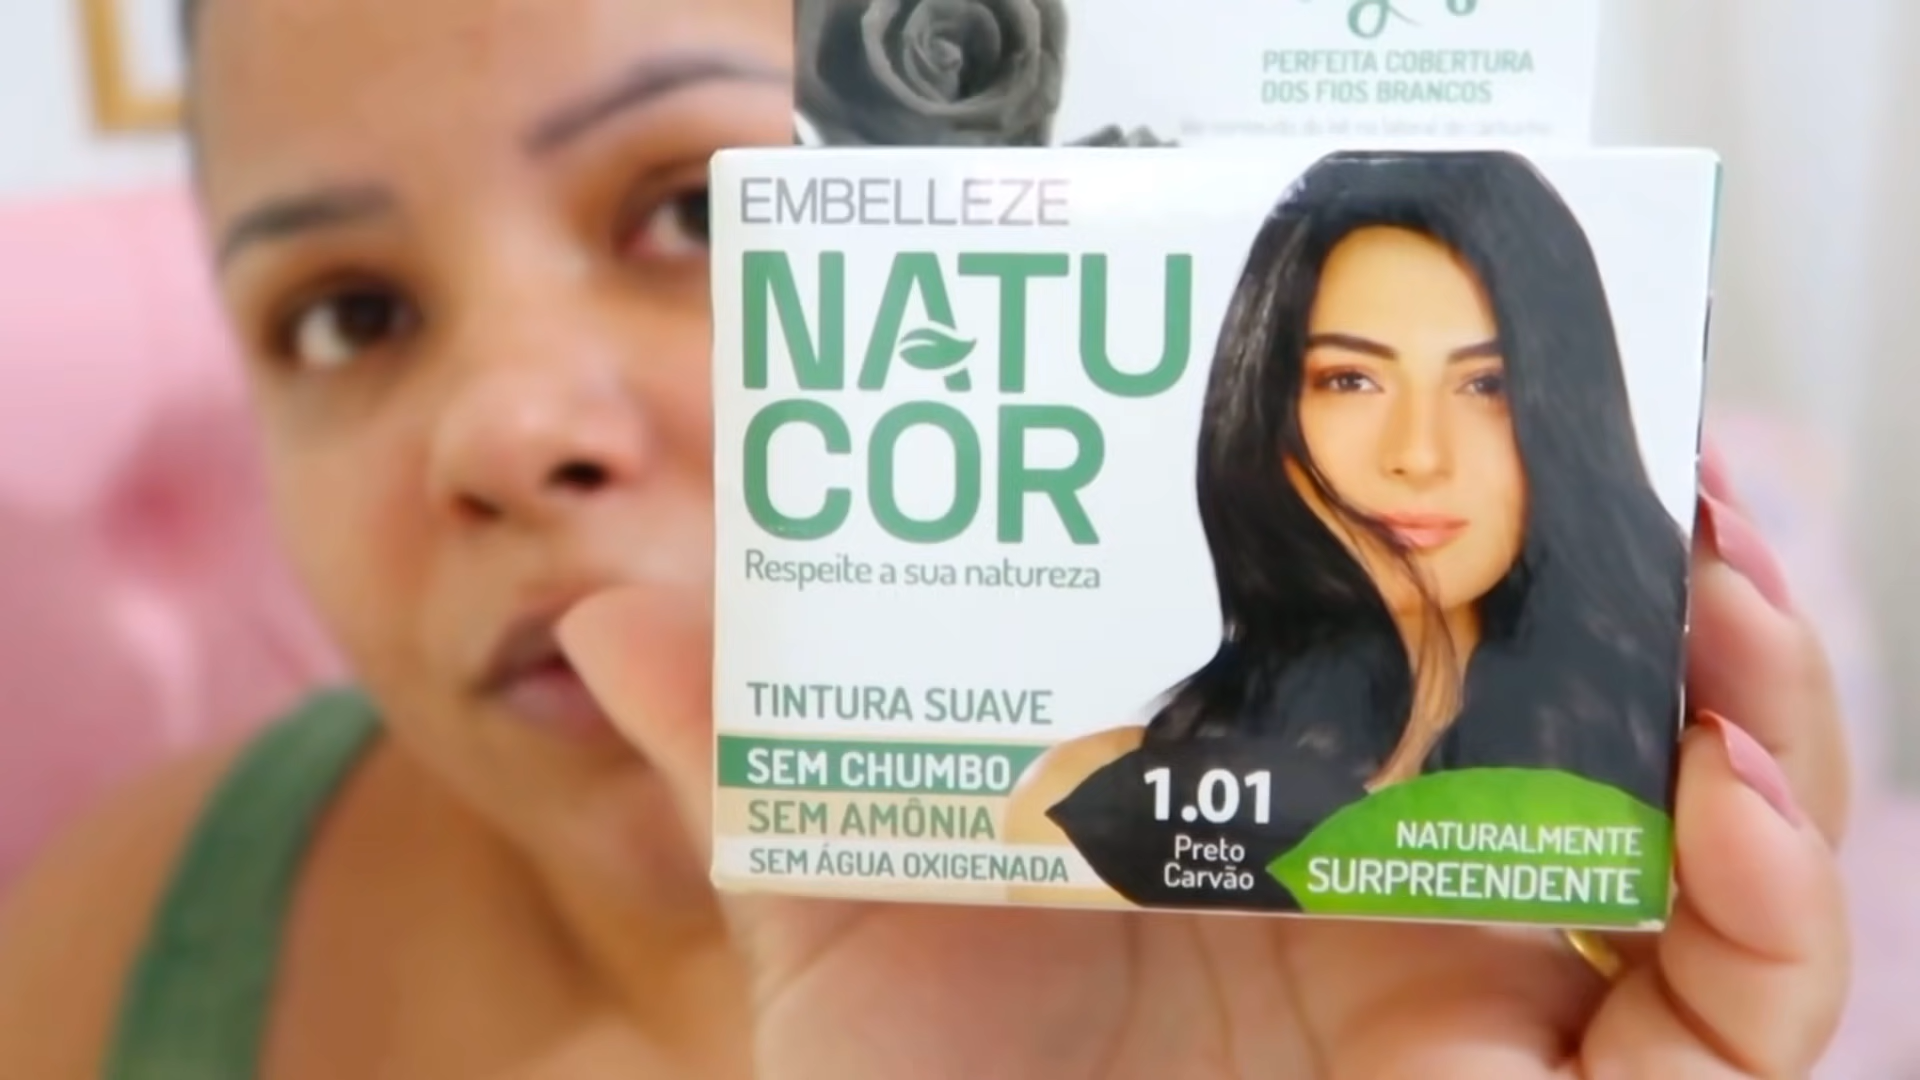 PERFEITA COBERTURA
DOS FIOS BRANCOS
EMBELLEZE
NATU
COR
Respeite a sua natureza
TINTURA SUAVE
SEM CHUMBO
SEM AMÔNIA
SEM ÁGUA OXIGENADA
1.01
Preto
Carvão
NATURALMENTE
SURPREENDENTE